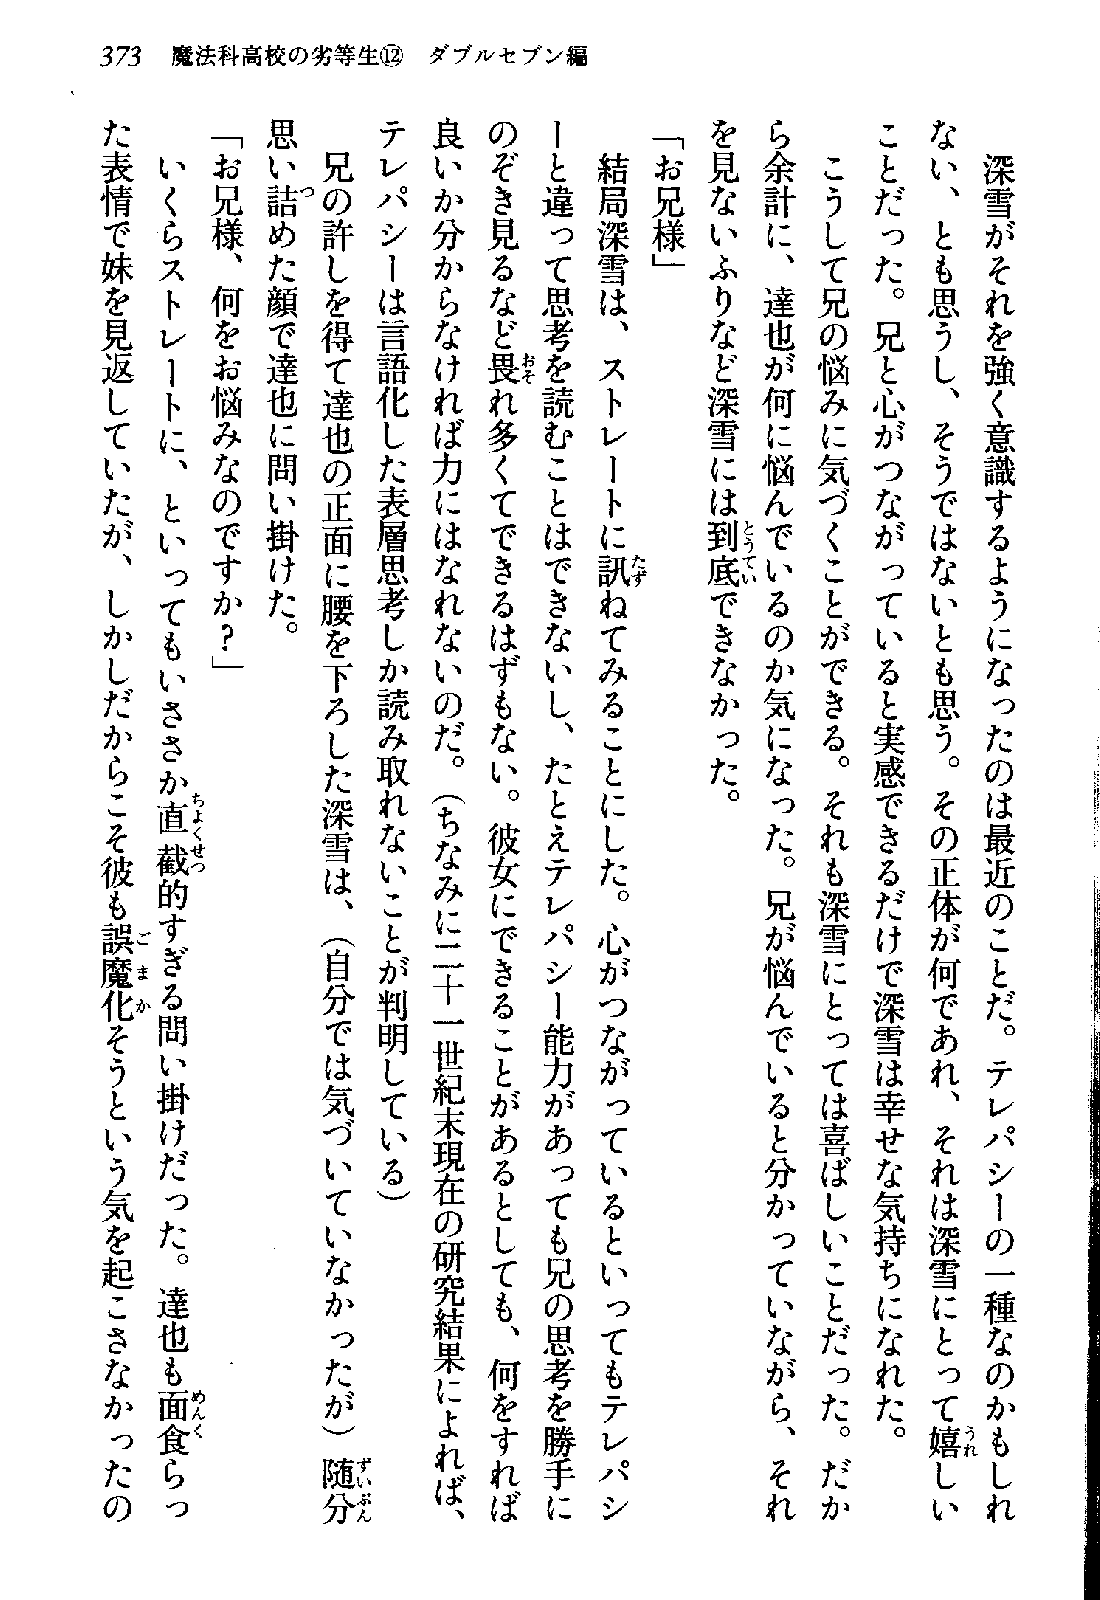 373 魔法科高校の劣等生⑫ ダブルセブン編
深雪がそれを強く意識するようになったのは最近のことだ。テレパシーの一種なのかもしれ
ない、とも思うし、そうではないとも思う。その正体が何であれ、それは深雪にとって嬉しい
ことだった。兄と心がつながっていると実感できるだけで深雪は幸せな気持ちになれた。
こうして兄の悩みに気づくことができる。それも深雪にとっては喜ばしいことだった。だか
ら余計に、達也が何に悩んでいるのか気になった。兄が悩んでいると分かっていながら、それ
を見ないふりなど深雪には到底できなかった。
「お兄様」
結局深雪は、ストレートに訊ねてみることにした。心がつながっているといってもテレパシ
ーと違って思考を読むことはできないし、たとえテレパシー能力があっても兄の思考を勝手に
のぞき見るなど畏れ多くてできるはずもない。彼女にできることがあるとしても、何をすれば
良いか分からなければ力にはなれないのだ。（ちなみに二十一世紀末現在の研究結果によれば、
テレパシーは言語化した表層思考しか読み取れないことが判明している）
兄の許しを得て達也の正面に腰を下ろした深雪は、（自分では気づいていなかったが）随分
思い詰めた顔で達也に問い掛けた。
「お兄様、何をお悩みなのですか？」
いくらストレートに、といってもいささか直截的すぎる問い掛けだった。達也も面食らっ
た表情で妹を見返していたが、しかしだからこそ彼も誤魔化そうという気を起こさなかったの